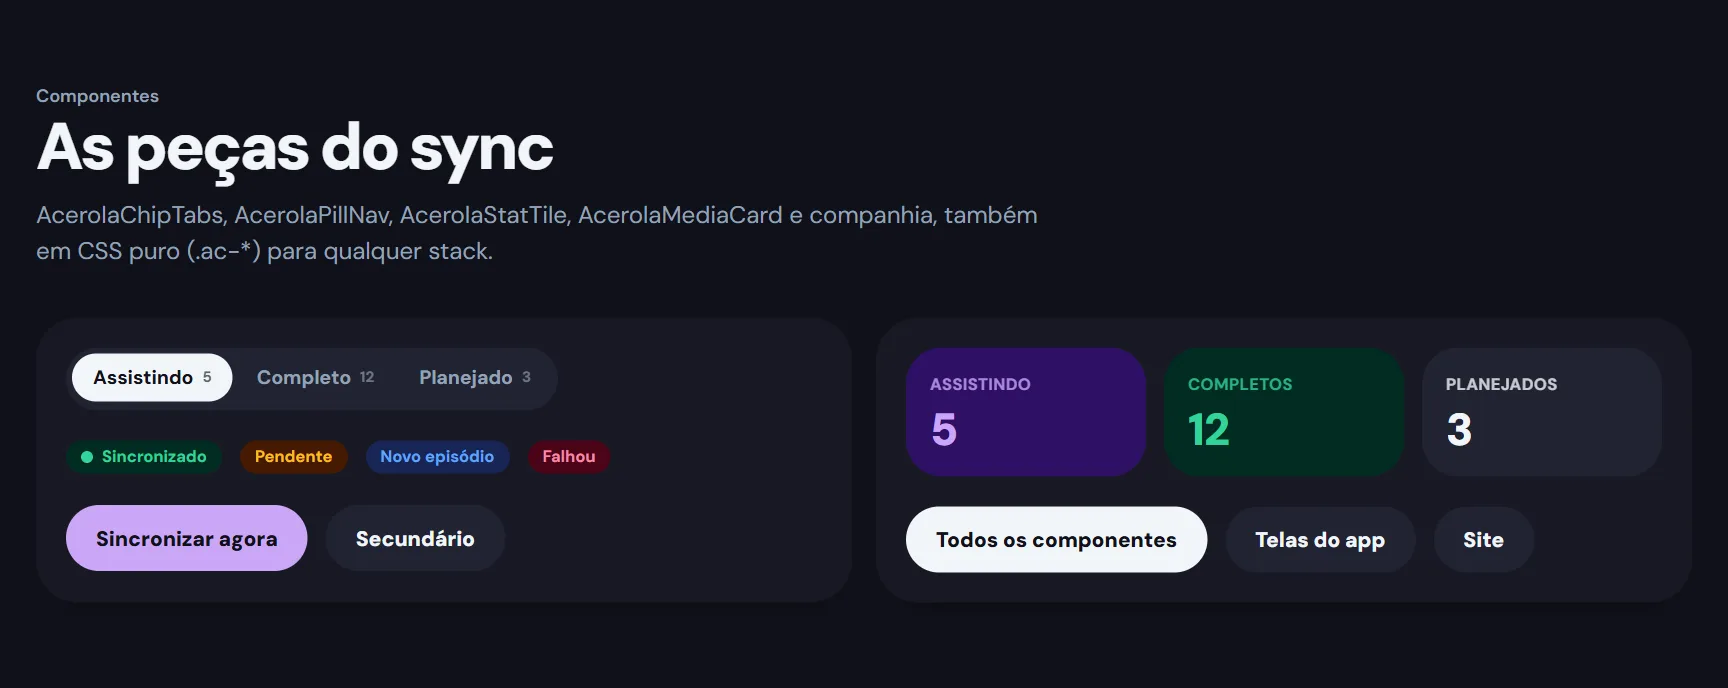 Componentes
As peças do sync
AcerolaChipTabs, AcerolaPillNav, AcerolaStatTile, AcerolaMediaCard e companhia, também
em CSS puro (.ac-*) para qualquer stack.
Assistindo 5 Completo 12 Planejado 3
Sincronizado Pendente Novo episódio Falhou
Sincronizar agora Secundário
ASSISTINDO COMPLETOS PLANEJADOS
5 12 3
Todos os componentes Telas do app Site